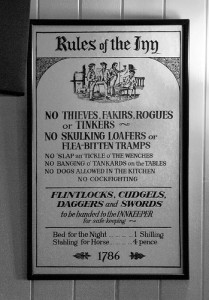 Rules of the Inn
NO THIEVES, FAKIRS, ROGUES
or TINKERS
NO SKULKING LOAFERS or
FLEA-BITTEN TRAMPS
NO 'SLAP an TICKLE' O' THE WENCHES
NO BANGING O' TANKARDS on the TABLES
NO DOGS ALLOWED IN THE KITCHEN
NO COCKFIGHTING
FLINTLOCKS, CUDGELS,
DAGGERS and SWORDS
to be handed to the INNKEEPER
for safe keeping
Bed for the Night ....... 1 Shilling
Stabling for Horse .... 4 pence
1786